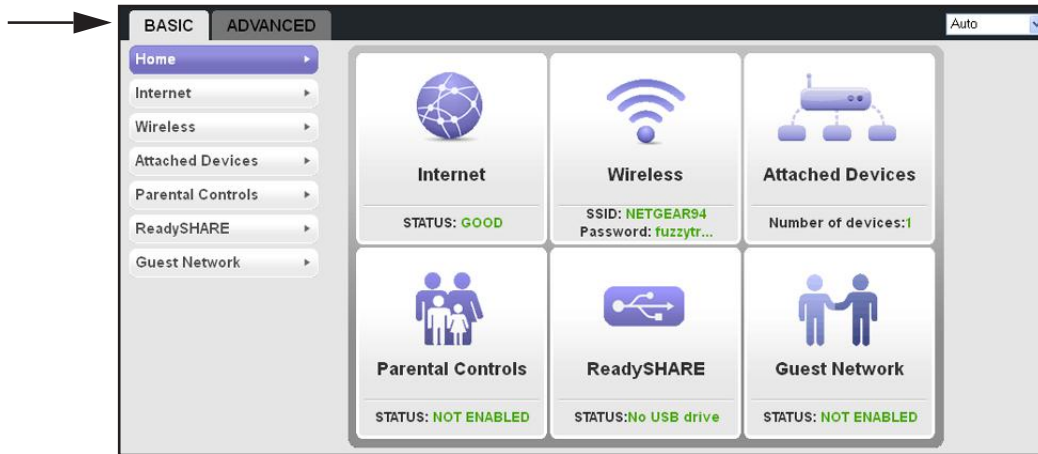 BASIC
ADVANCED
Auto
Home
Internet
Wireless
Attached Devices
Parental Controls
ReadySHARE
Guest Network
Internet
STATUS: GOOD
Wireless
SSID: NETGEAR94
Password: fuzzytr...
Attached Devices
Number of devices:1
Parental Controls
STATUS: NOT ENABLED
ReadySHARE
STATUS:No USB drive
Guest Network
STATUS: NOT ENABLED